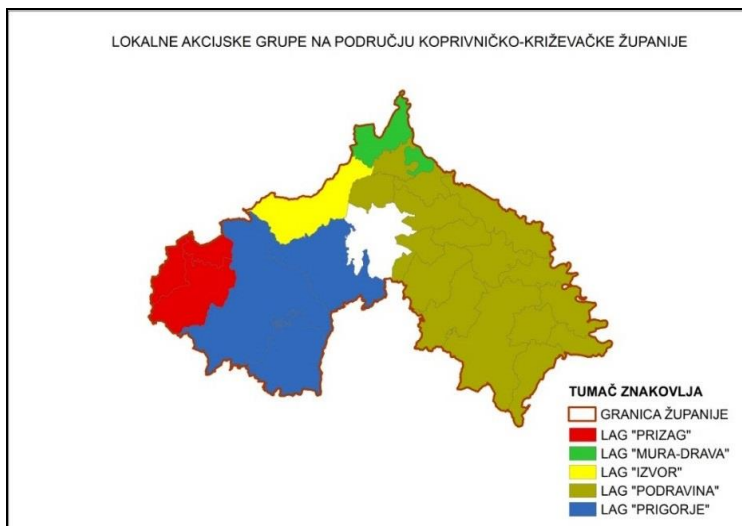 LOKALNE AKCIJSKE GRUPE NA PODRUČJU KOPRIVNIČKO-KRIŽEVAČKE ŽUPANIJE
TUMAČ ZNAKOVLJA
GRANICA ŽUPANIJE
LAG "PRIZAG"
LAG "MURA-DRAVA"
LAG "IZVOR"
LAG "PODRAVINA"
LAG "PRIGORJE"